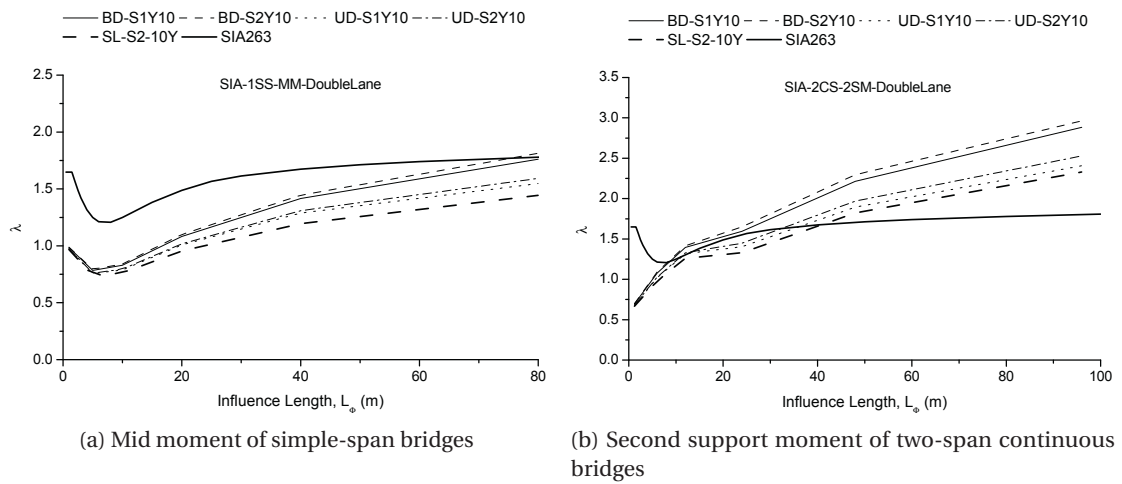 BD-S1Y10 BD-S2Y10 UD-S1Y10 UD-S2Y10
SL-S2-10Y SIA263
SIA-1SS-MM-DoubleLane
2.5
2.0
1.5
1.0
0.5
0.0
λ
0 20 40 60 80
Influence Length, LΦ (m)
(a) Mid moment of simple-span bridges
BD-S1Y10 BD-S2Y10 UD-S1Y10 UD-S2Y10
SL-S2-10Y SIA263
SIA-2CS-2SM-DoubleLane
3.5
3.0
2.5
2.0
1.5
1.0
0.5
0.0
λ
0 20 40 60 80 100
Influence Length, LΦ (m)
(b) Second support moment of two-span continuous
bridges